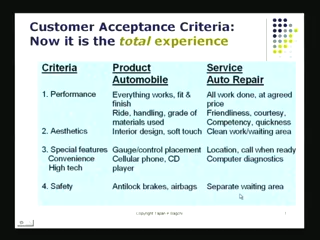 Customer Acceptance Criteria:
Now it is the total experience
Criteria Product Service
Automobile Auto Repair
1. Performance Everything works, fit & All work done, at agreed
finish price
Ride, handling, grade of Friendliness, courtesy,
materials used Competency, quickness
2. Aesthetics Interior design, soft touch Clean work/waiting area
3. Special features Gauge/control placement Location, call when ready
Convenience Cellular phone, CD Computer diagnostics
High tech player
4. Safety Antilock brakes, airbags Separate waiting area